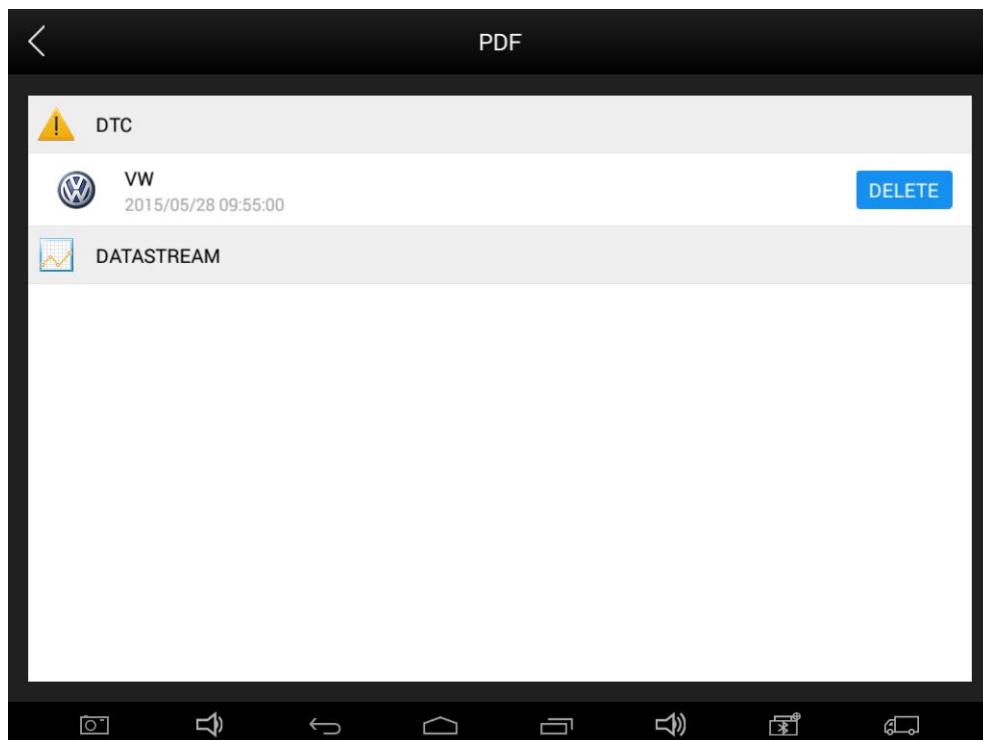 PDF
DTC
VW
2015/05/28 09:55:00
DELETE
DATASTREAM